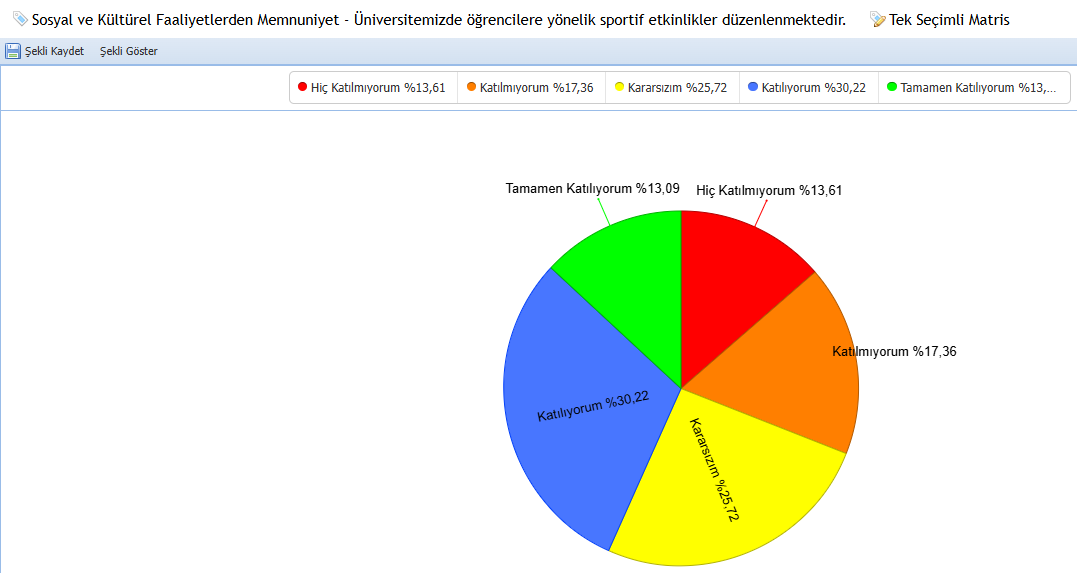 Sosyal ve Kültürel Faaliyetlerden Memnuniyet - Üniversitemizde öğrencilere yönelik sportif etkinlikler düzenlenmektedir. Tek Seçimli Matris
Şekli Kaydet Şekli Göster
Hiç Katılmıyorum %13,61 Katılmıyorum %17,36 Kararsızım %25,72 Katılıyorum %30,22 Tamamen Katılıyorum %13,...
Tamamen Katılıyorum %13,09 Hiç Katılmıyorum %13,61
Katılmıyorum %17,36
Katılıyorum %30,22
Kararsızım %25,72